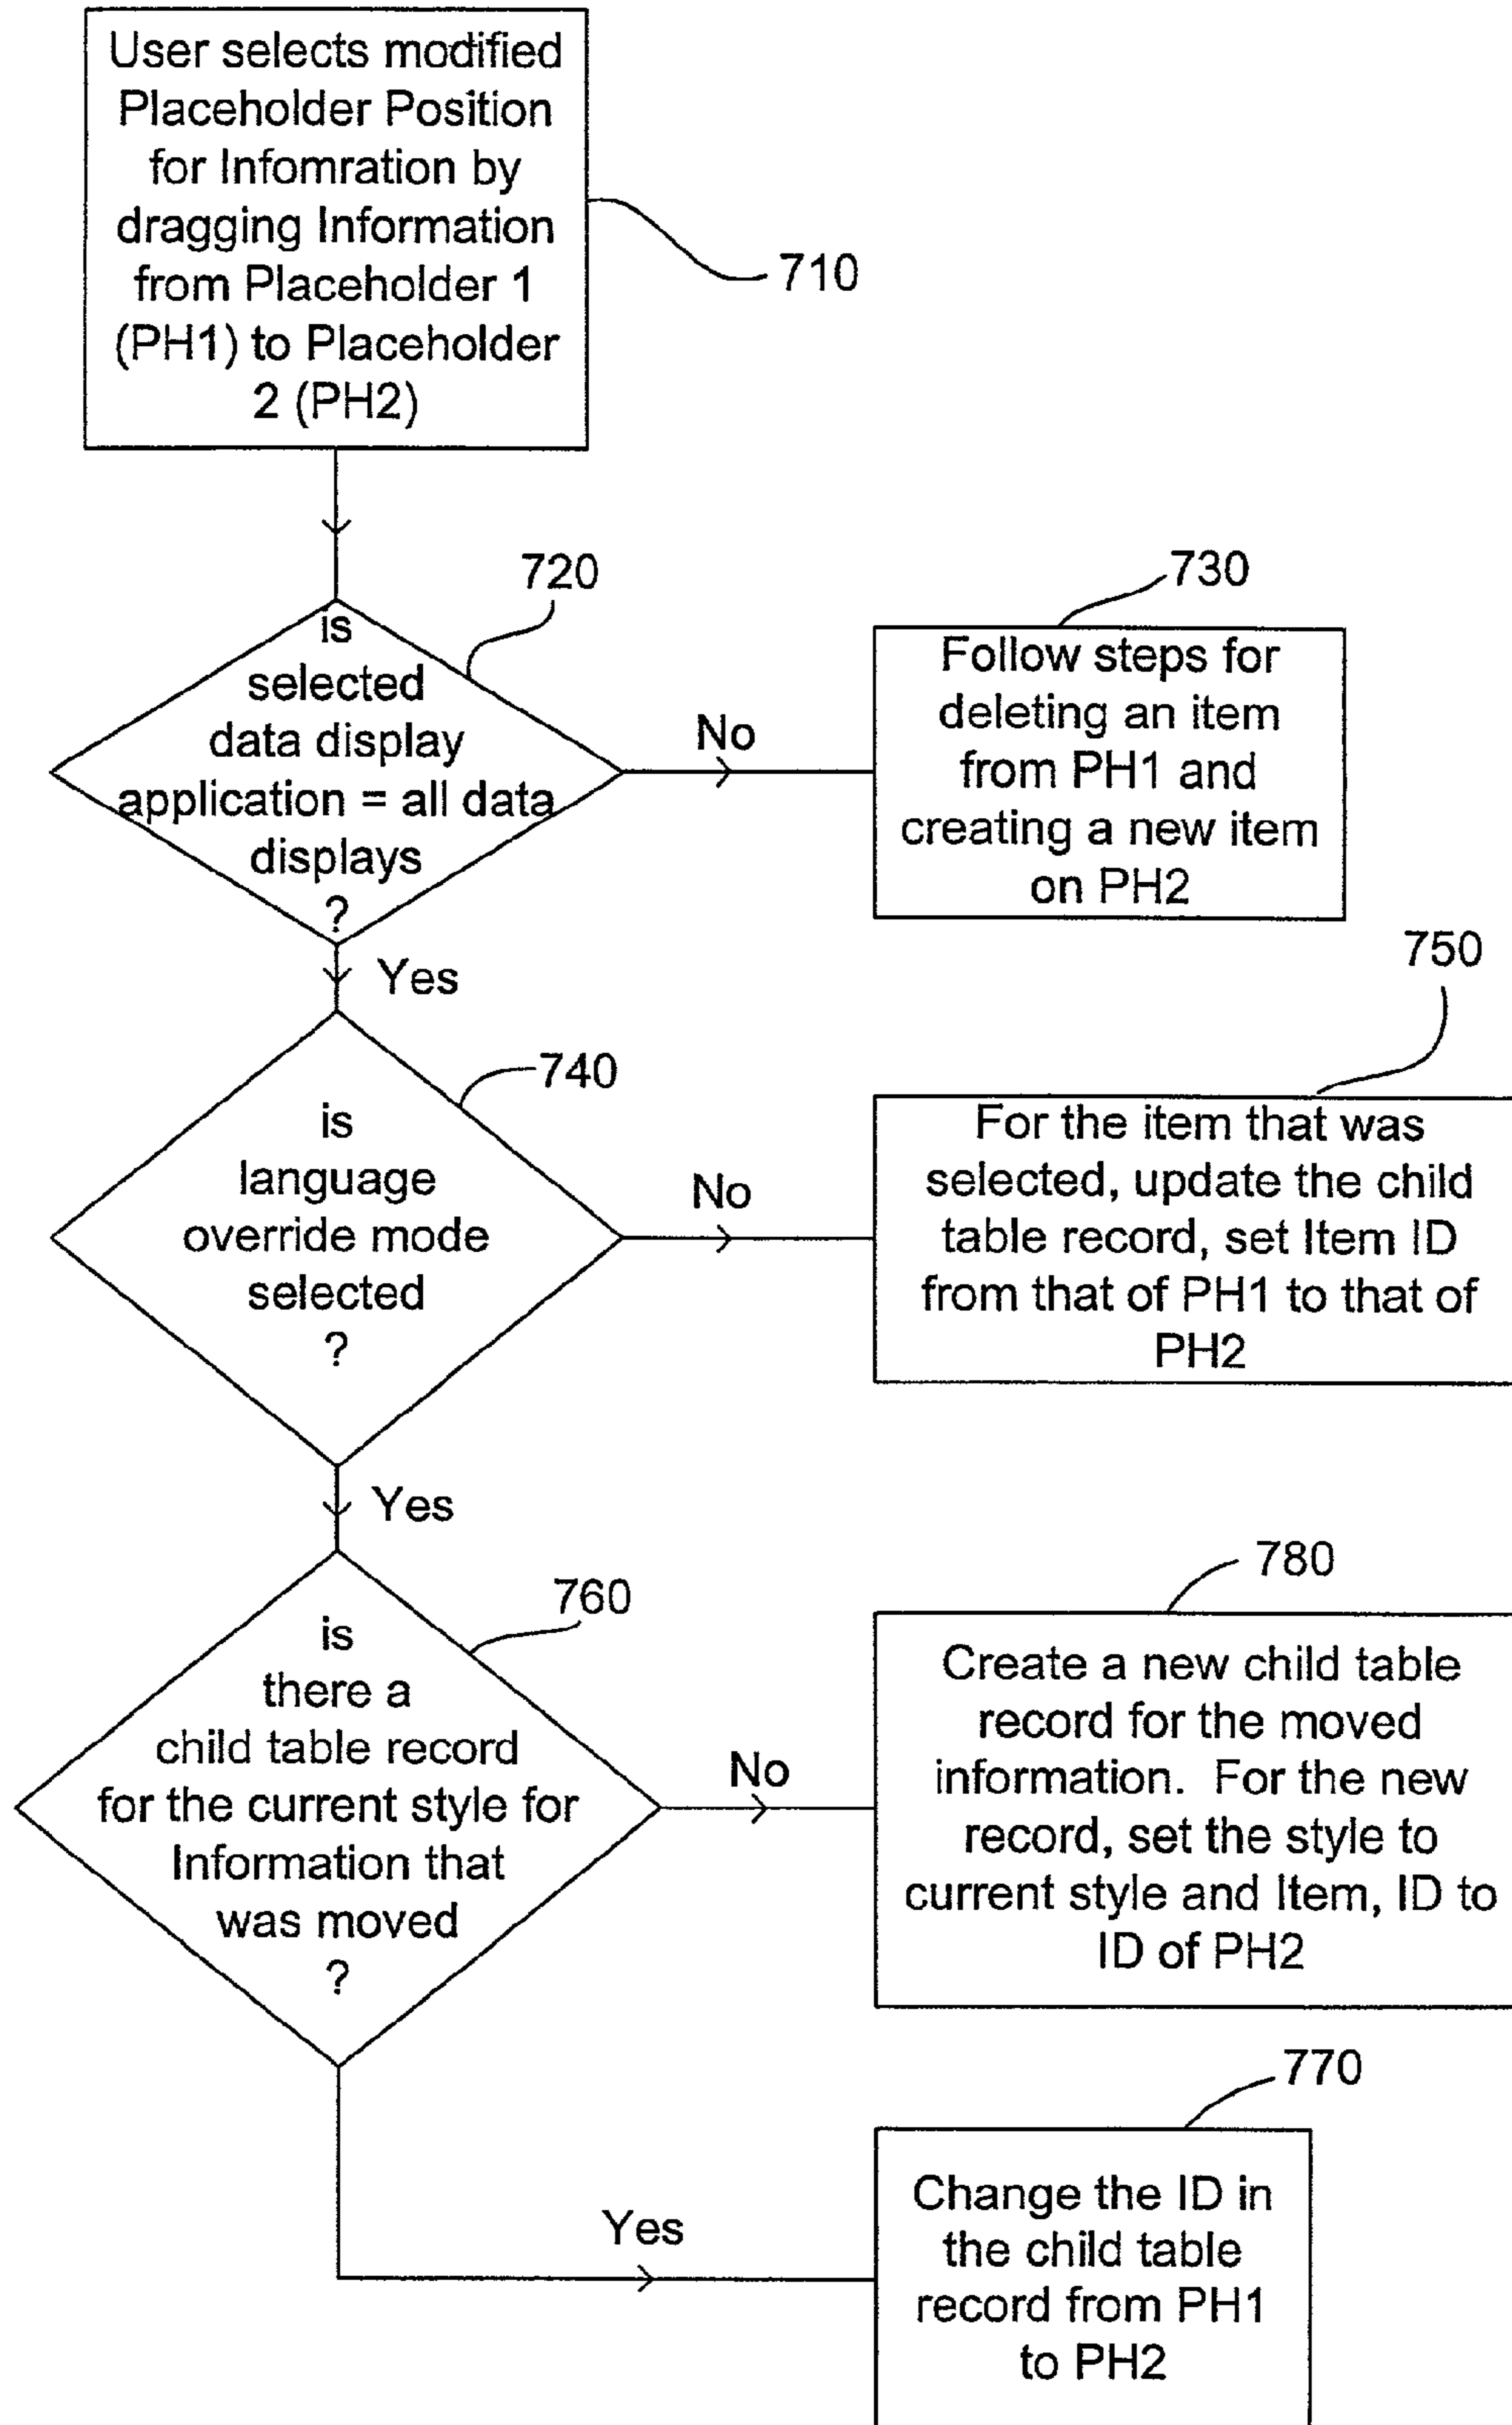 User selects modified
Placeholder Position
for Infomration by
dragging Information
from Placeholder 1
(PH1) to Placeholder
2 (PH2)
710
720
is
selected
data display
application = all data
displays
?
No
730
Follow steps for
deleting an item
from PH1 and
creating a new item
on PH2
Yes
740
is
language
override mode
selected
?
No
750
For the item that was
selected, update the child
table record, set Item ID
from that of PH1 to that of
PH2
Yes
760
is
there a
child table record
for the current style for
Information that
was moved
?
No
780
Create a new child table
record for the moved
information. For the new
record, set the style to
current style and Item, ID to
ID of PH2
Yes
770
Change the ID in
the child table
record from PH1
to PH2